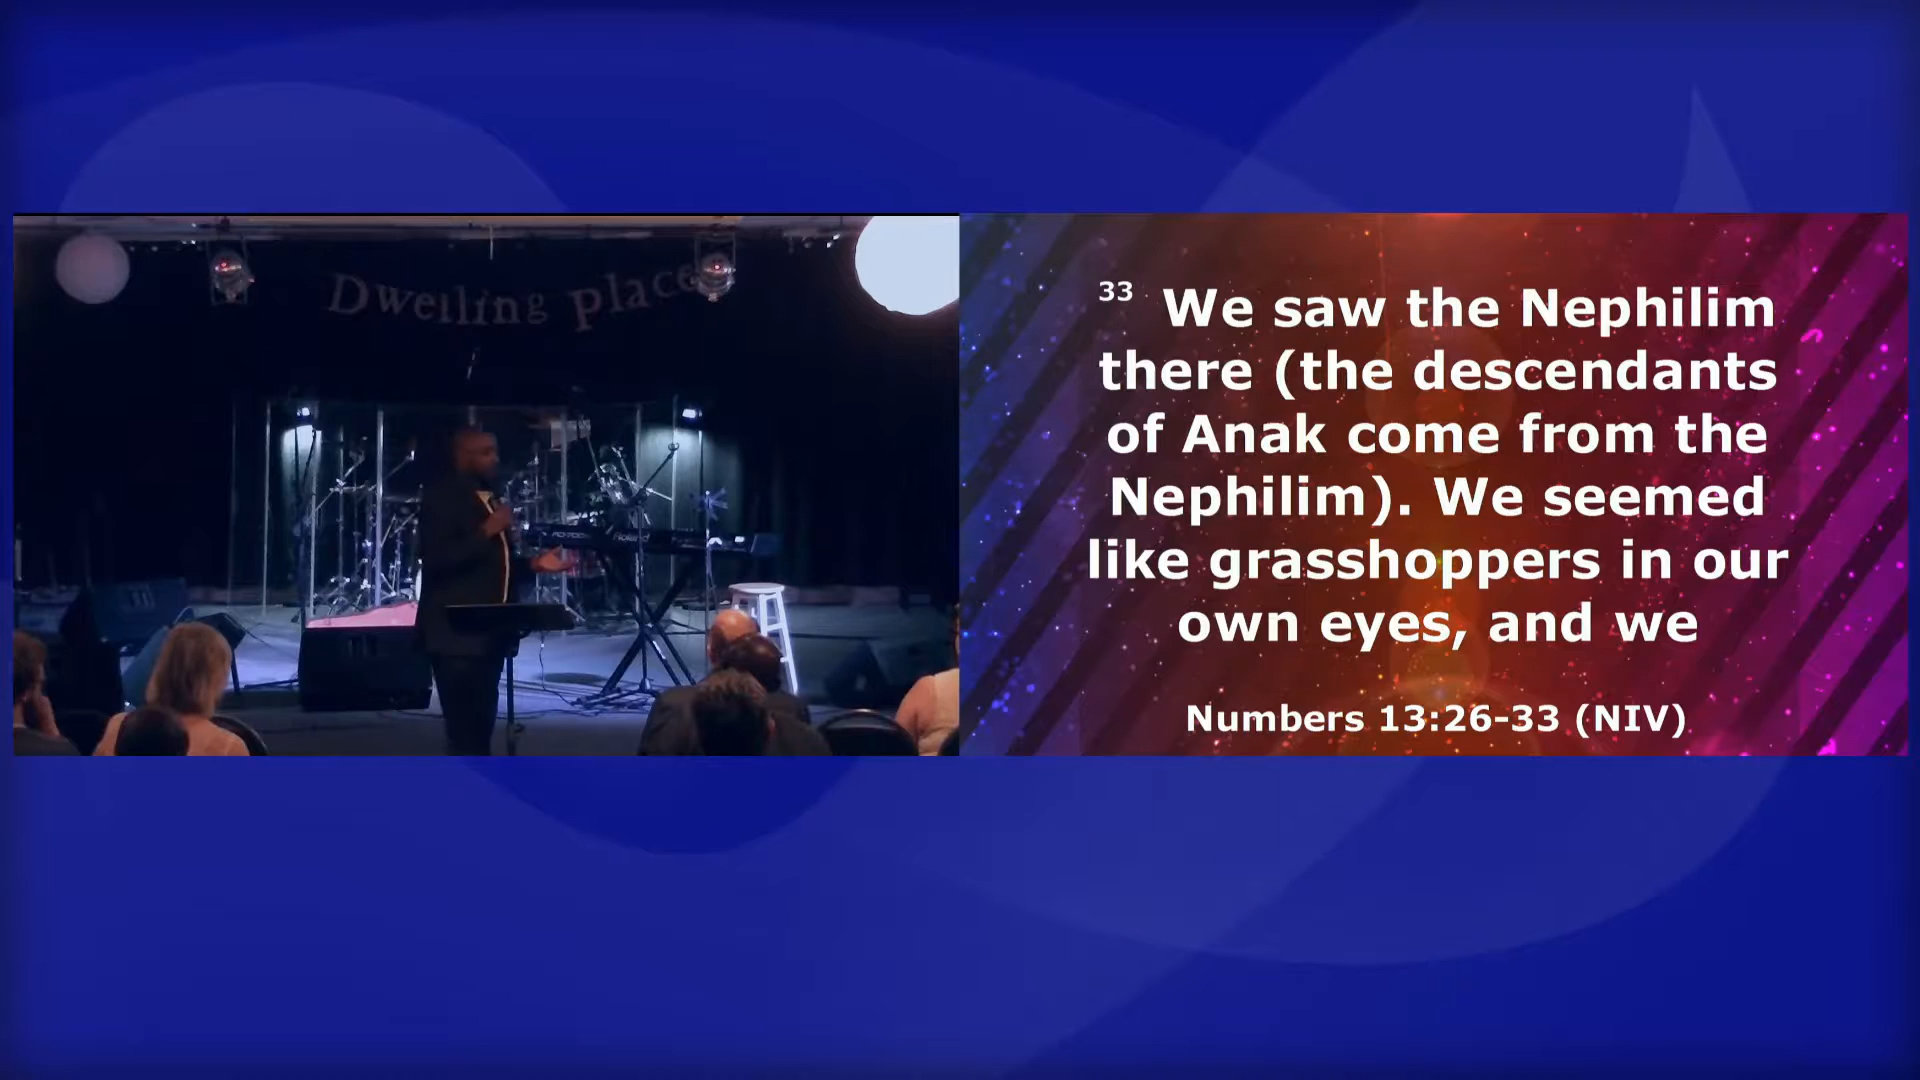 Dwelling place
Roland
33 We saw the Nephilim
there (the descendants
of Anak come from the
Nephilim). We seemed
like grasshoppers in our
own eyes, and we
Numbers 13:26-33 (NIV)